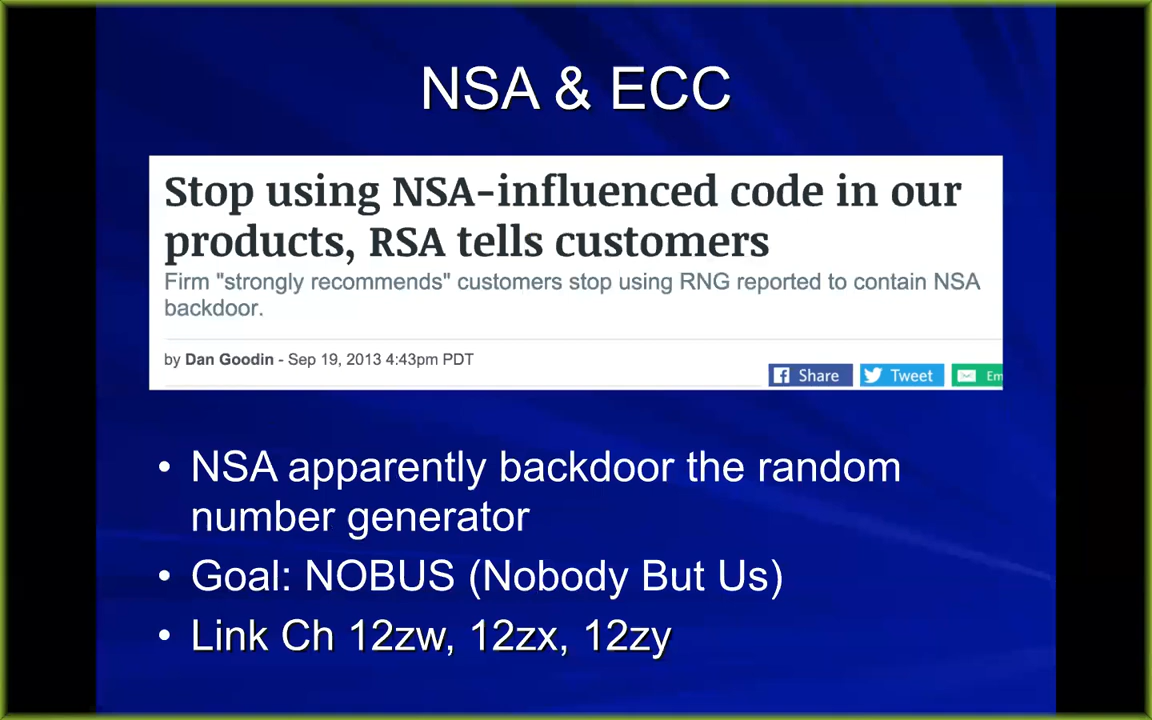 NSA & ECC
Stop using NSA-influenced code in our
products, RSA tells customers
Firm "strongly recommends" customers stop using RNG reported to contain NSA
backdoor.
by Dan Goodin - Sep 19, 2013 4:43pm PDT
Share Tweet Em
• NSA apparently backdoor the random
number generator
• Goal: NOBUS (Nobody But Us)
• Link Ch 12zw, 12zx, 12zy